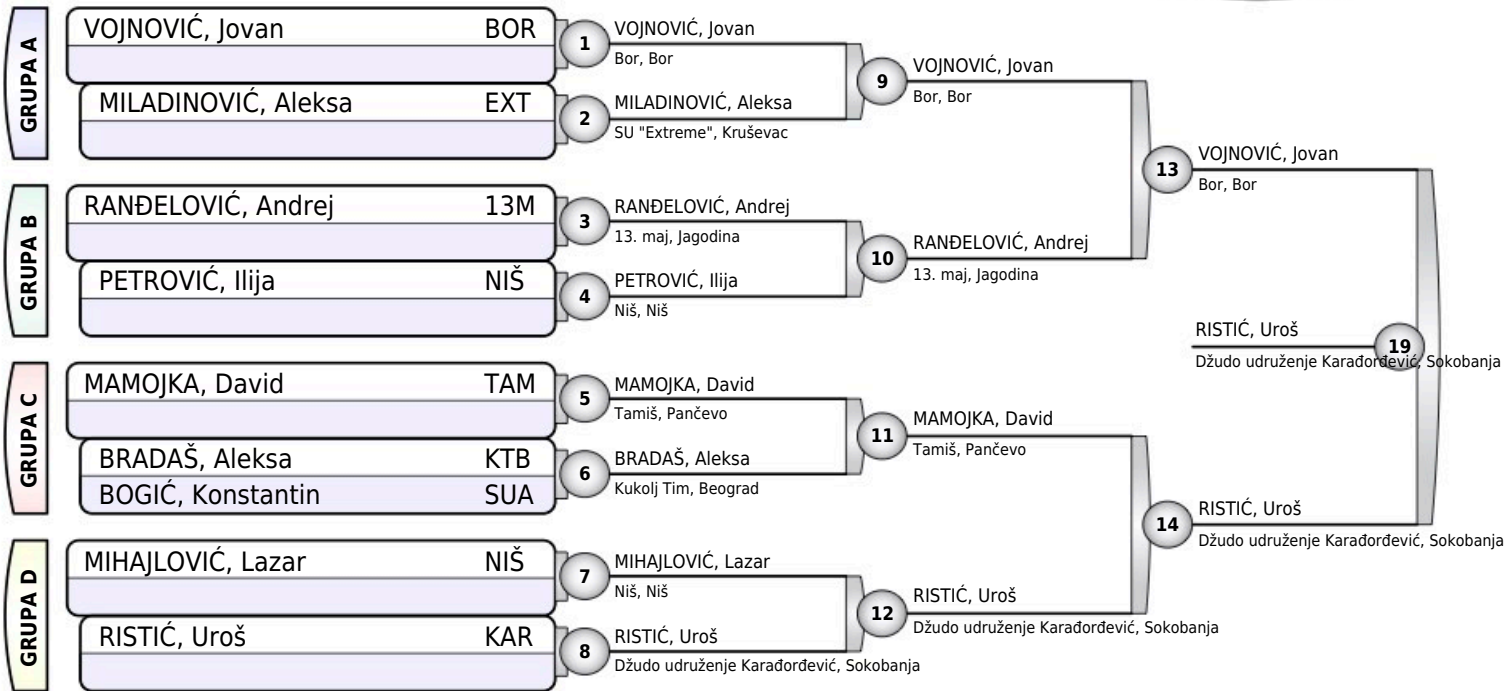 GRUPA A
VOJNOVIĆ, Jovan BOR
MILADINOVIĆ, Aleksa EXT
GRUPA B
RANĐELOVIĆ, Andrej 13M
PETROVIĆ, Ilija NIŠ
GRUPA C
MAMOJKA, David TAM
BRADAŠ, Aleksa KTB
BOGIĆ, Konstantin SUA
GRUPA D
MIHAJLOVIĆ, Lazar NIŠ
RISTIĆ, Uroš KAR
1
VOJNOVIĆ, Jovan
Bor, Bor
2
MILADINOVIĆ, Aleksa
SU "Extreme", Kruševac
3
RANĐELOVIĆ, Andrej
13. maj, Jagodina
4
PETROVIĆ, Ilija
Niš, Niš
5
MAMOJKA, David
Tamiš, Pančevo
6
BRADAŠ, Aleksa
Kukolj Tim, Beograd
7
MIHAJLOVIĆ, Lazar
Niš, Niš
8
RISTIĆ, Uroš
Džudo udruženje Karađorđević, Sokobanja
9
VOJNOVIĆ, Jovan
Bor, Bor
10
RANĐELOVIĆ, Andrej
13. maj, Jagodina
11
MAMOJKA, David
Tamiš, Pančevo
12
RISTIĆ, Uroš
Džudo udruženje Karađorđević, Sokobanja
13
VOJNOVIĆ, Jovan
Bor, Bor
14
RISTIĆ, Uroš
Džudo udruženje Karađorđević, Sokobanja
RISTIĆ, Uroš
19
Džudo udruženje Karađorđević, Sokobanja